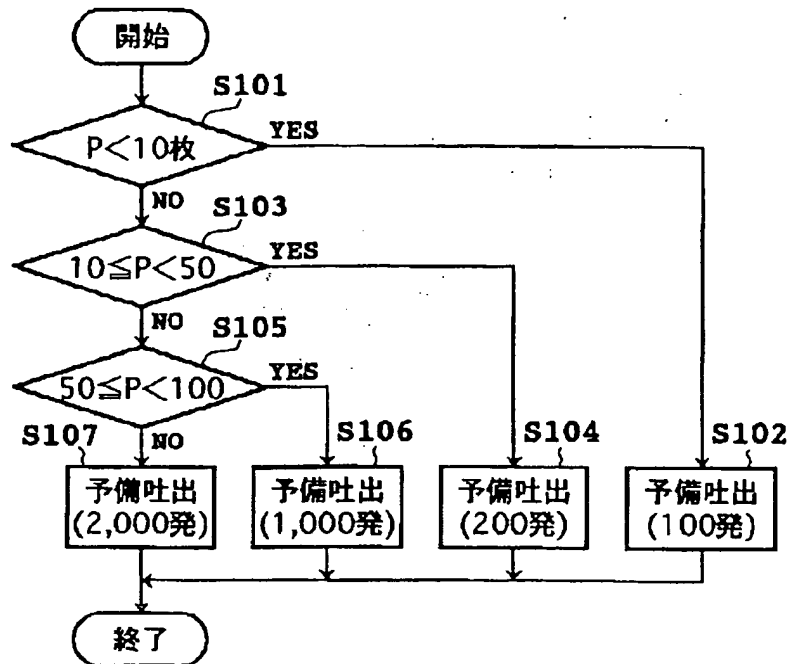 開始
S101
P<10枚
YES
NO
S103
10≦P<50
YES
NO
S105
50≦P<100
YES
NO
S107
S106
S104
S102
予備吐出
(2,000発)
予備吐出
(1,000発)
予備吐出
(200発)
予備吐出
(100発)
終了